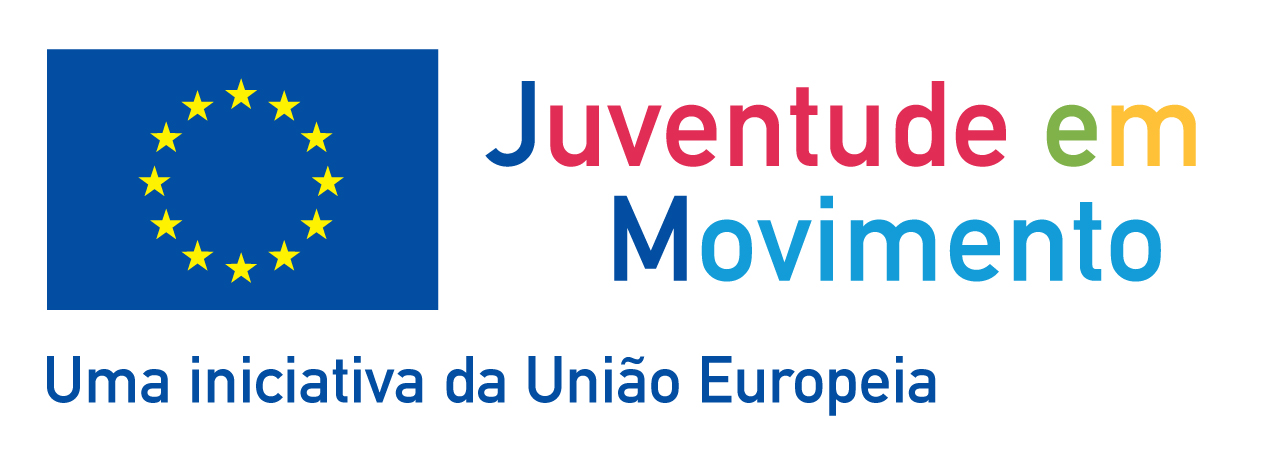 Juventude em
Movimento
Uma iniciativa da União Europeia